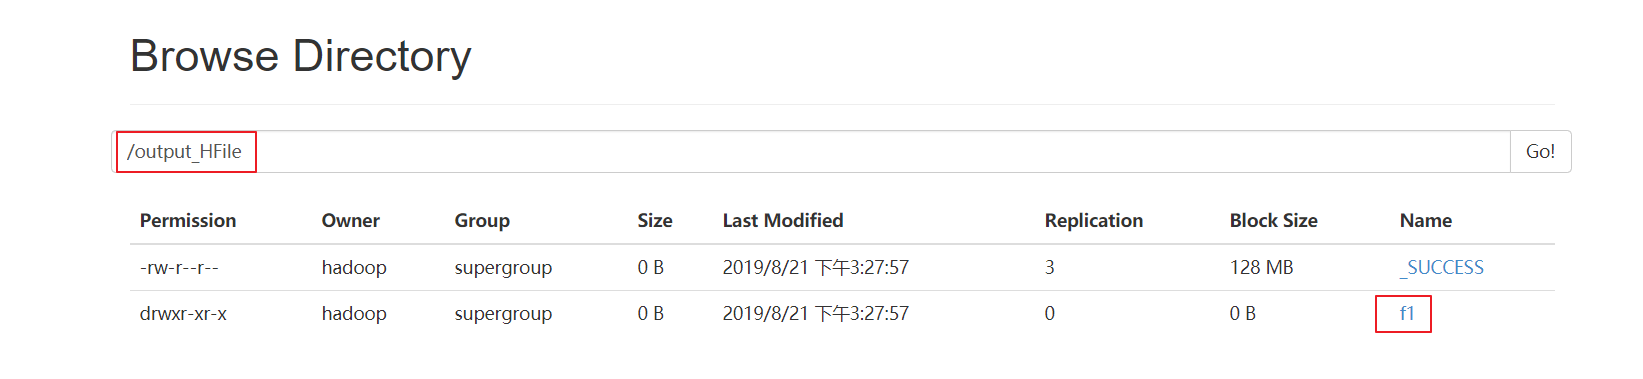 Browse Directory
/output_HFile Go!
Permission Owner Group Size Last Modified Replication Block Size Name
-rw-r--r-- hadoop supergroup 0 B 2019/8/21 下午3:27:57 3 128 MB _SUCCESS
drwxr-xr-x hadoop supergroup 0 B 2019/8/21 下午3:27:57 0 0 B f1